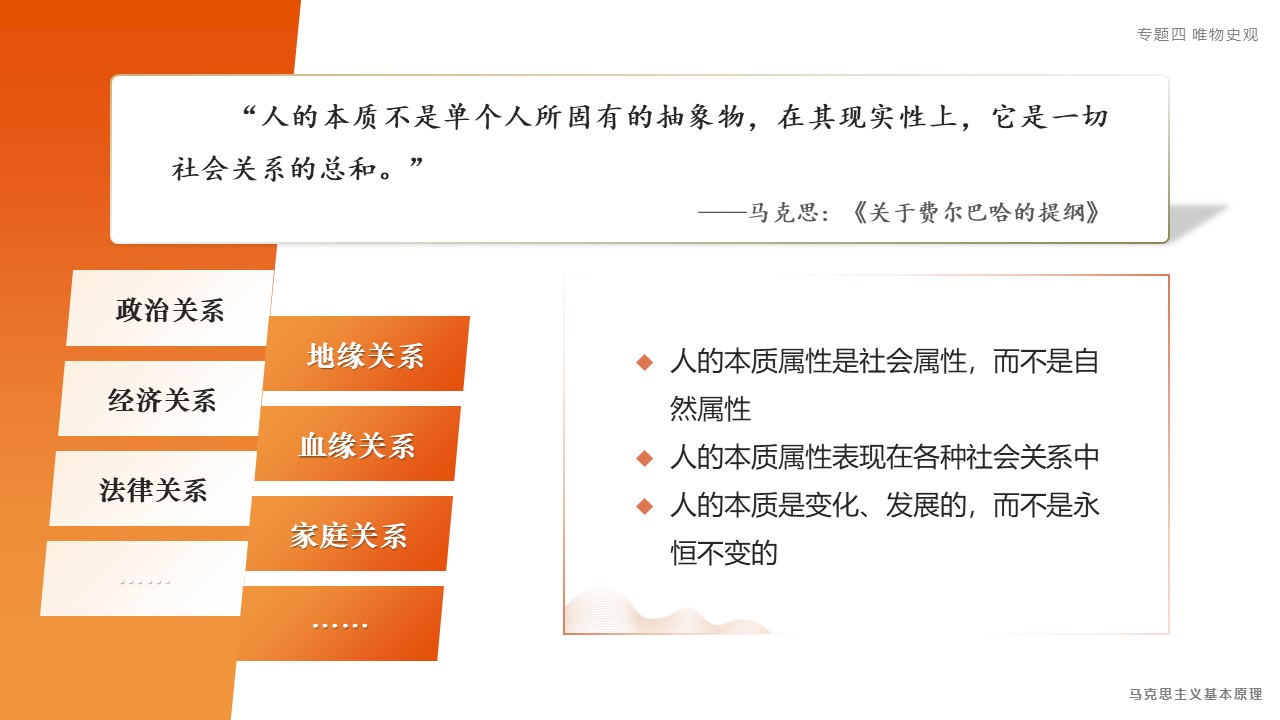 专题四 唯物史观
“人的本质不是单个人所固有的抽象物，在其现实性上，它是一切
社会关系的总和。”
——马克思：《关于费尔巴哈的提纲》
政治关系
经济关系
法律关系
……
地缘关系
血缘关系
家庭关系
……
人的本质属性是社会属性，而不是自
然属性
人的本质属性表现在各种社会关系中
人的本质是变化、发展的，而不是永
恒不变的
马克思主义基本原理